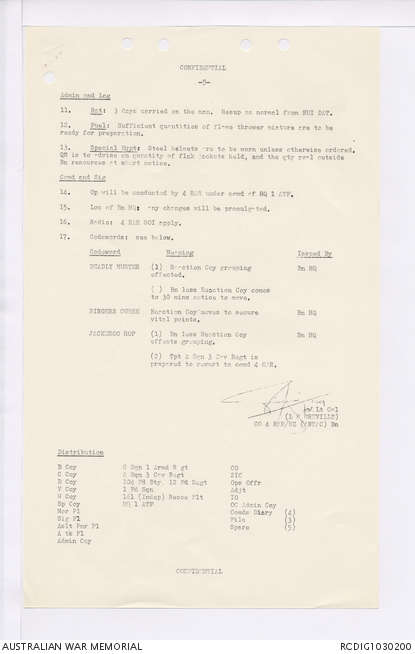 CONFIDENTIAL
-5-
Admin and Log
11. Rat: 3 days carried on the man. Resup as normal from NUI DAT.
12. Fuel: Sufficient quantities of flame thrower mixture are to be
ready for preparation.
13. Special Eqpt: Steel helmets are to be worn unless otherwise ordered.
QM is to advise on quantity of flak jackets held, and the qty outside
Bn resources at short notice.
Comd and Sig
14. Op will be conducted by 4 RAR under comd of HQ 1 ATF.
15. Loc of Bn HQ: any changes will be promulgated.
16. Radio: 4 RAR SOI apply.
17. Codewords: see below.
Codeword Meaning Issued By
DEADLY MUSTER (1) Reaction Coy grouping Bn HQ
effected.
( ) Bn less Reaction Coy comes
to 30 mins notice to move.
CURSE Reaction Coy moves to secure Bn HQ
vital points.
JACKEROO HOP (1) Bn less Reaction Coy Bn HQ
effects grouping.
(2) Tpt A Sqn 3 Cav Regt is
prepared to revert to comd 4 RAR.
Lt Col
CO 4 RAR/NZ (ANZAC) Bn
Distribution
B Coy C Sqn 1 Armd Regt CO
C Coy A Sqn 3 Cav Regt 2IC
D Coy 104 Fd Bty. 12 Fd Regt Ops Offr
V Coy 1 Fd Sqn Adjt
W Coy 161 (Indep) Recce Flt IO
Sp Coy HQ 1 ATF OC Admin Coy
Mor Pl Comds Diary (4)
Sig Pl File (3)
Aslt Pnr Pl Spare (5)
A tk Pl
Admin Coy
CONFIDENTIAL
AUSTRALIAN WAR MEMORIAL RCDIG1030200